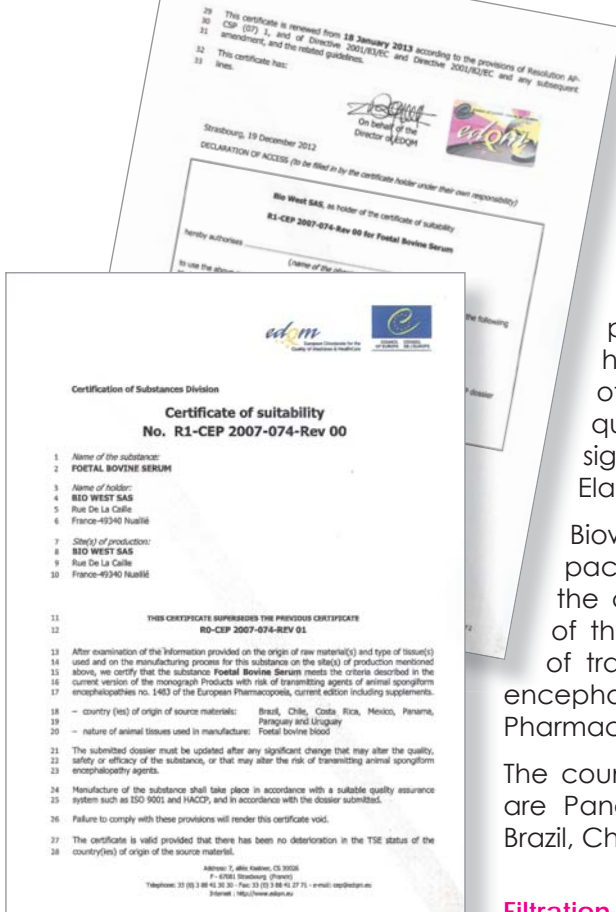 29 This certificate is renewed from 18 January 2013 according to the provisions of Resolution AP-
30 CSP (07) 1, and of Directive 2001/83/EC and Directive 2001/82/EC and any subsequent
31 amendment, and the related guidelines.
32 This certificate has:
33 lines.
On behalf of the
Director of EDQM
edqm
Strasbourg, 19 December 2012
DECLARATION OF ACCESS (to be filled in by the certificate holder under their own responsibility)
Bio West SAS, as holder of the certificate of suitability
R1-CEP 2007-074-Rev 00 for Foetal Bovine Serum
hereby authorises
(name of the
to use the
the following
dossier
edqm
European Directorate for the
Quality of Medicines & HealthCare
COUNCIL OF EUROPE CONSEIL DE L'EUROPE
Certification of Substances Division
Certificate of suitability
No. R1-CEP 2007-074-Rev 00
1 Name of the substance:
2 FOETAL BOVINE SERUM
3 Name of holder:
4 BIO WEST SAS
5 Rue De La Caille
6 France-49340 Nuaillé
7 Site(s) of production:
8 BIO WEST SAS
9 Rue De La Caille
10 France-49340 Nuaillé
11 THIS CERTIFICATE SUPERSEDES THE PREVIOUS CERTIFICATE
12 R0-CEP 2007-074-REV 01
13 After examination of the information provided on the origin of raw material(s) and type of tissue(s)
14 used and on the manufacturing process for this substance on the site(s) of production mentioned
15 above, we certify that the substance Foetal Bovine Serum meets the criteria described in the
16 current version of the monograph Products with risk of transmitting agents of animal spongiform
17 encephalopathies no. 1483 of the European Pharmacopoeia, current edition including supplements.
18 – country (ies) of origin of source materials: Brazil, Chile, Costa Rica, Mexico, Panama,
19 Paraguay and Uruguay
20 – nature of animal tissues used in manufacture: Foetal bovine blood
21 The submitted dossier must be updated after any significant change that may alter the quality,
22 safety or efficacy of the substance, or that may alter the risk of transmitting animal spongiform
23 encephalopathy agents.
24 Manufacture of the substance shall take place in accordance with a suitable quality assurance
25 system such as ISO 9001 and HACCP, and in accordance with the dossier submitted.
26 Failure to comply with these provisions will render this certificate void.
27 The certificate is valid provided that there has been no deterioration in the TSE status of the
28 country(ies) of origin of the source material.
Address: 7, allée Kastner, CS 30026
F - 67081 Strasbourg (France)
Telephone: 33 (0) 3 88 41 30 30 - Fax: 33 (0) 3 88 41 27 71 - e-mail: cep@edqm.eu
Internet : http://www.edqm.eu
p
h
o
qu
sig
Ela
Biow
pac
the c
of th
of tra
encepha
Pharmac
The coun
are Pana
Brazil, Ch
Filtration